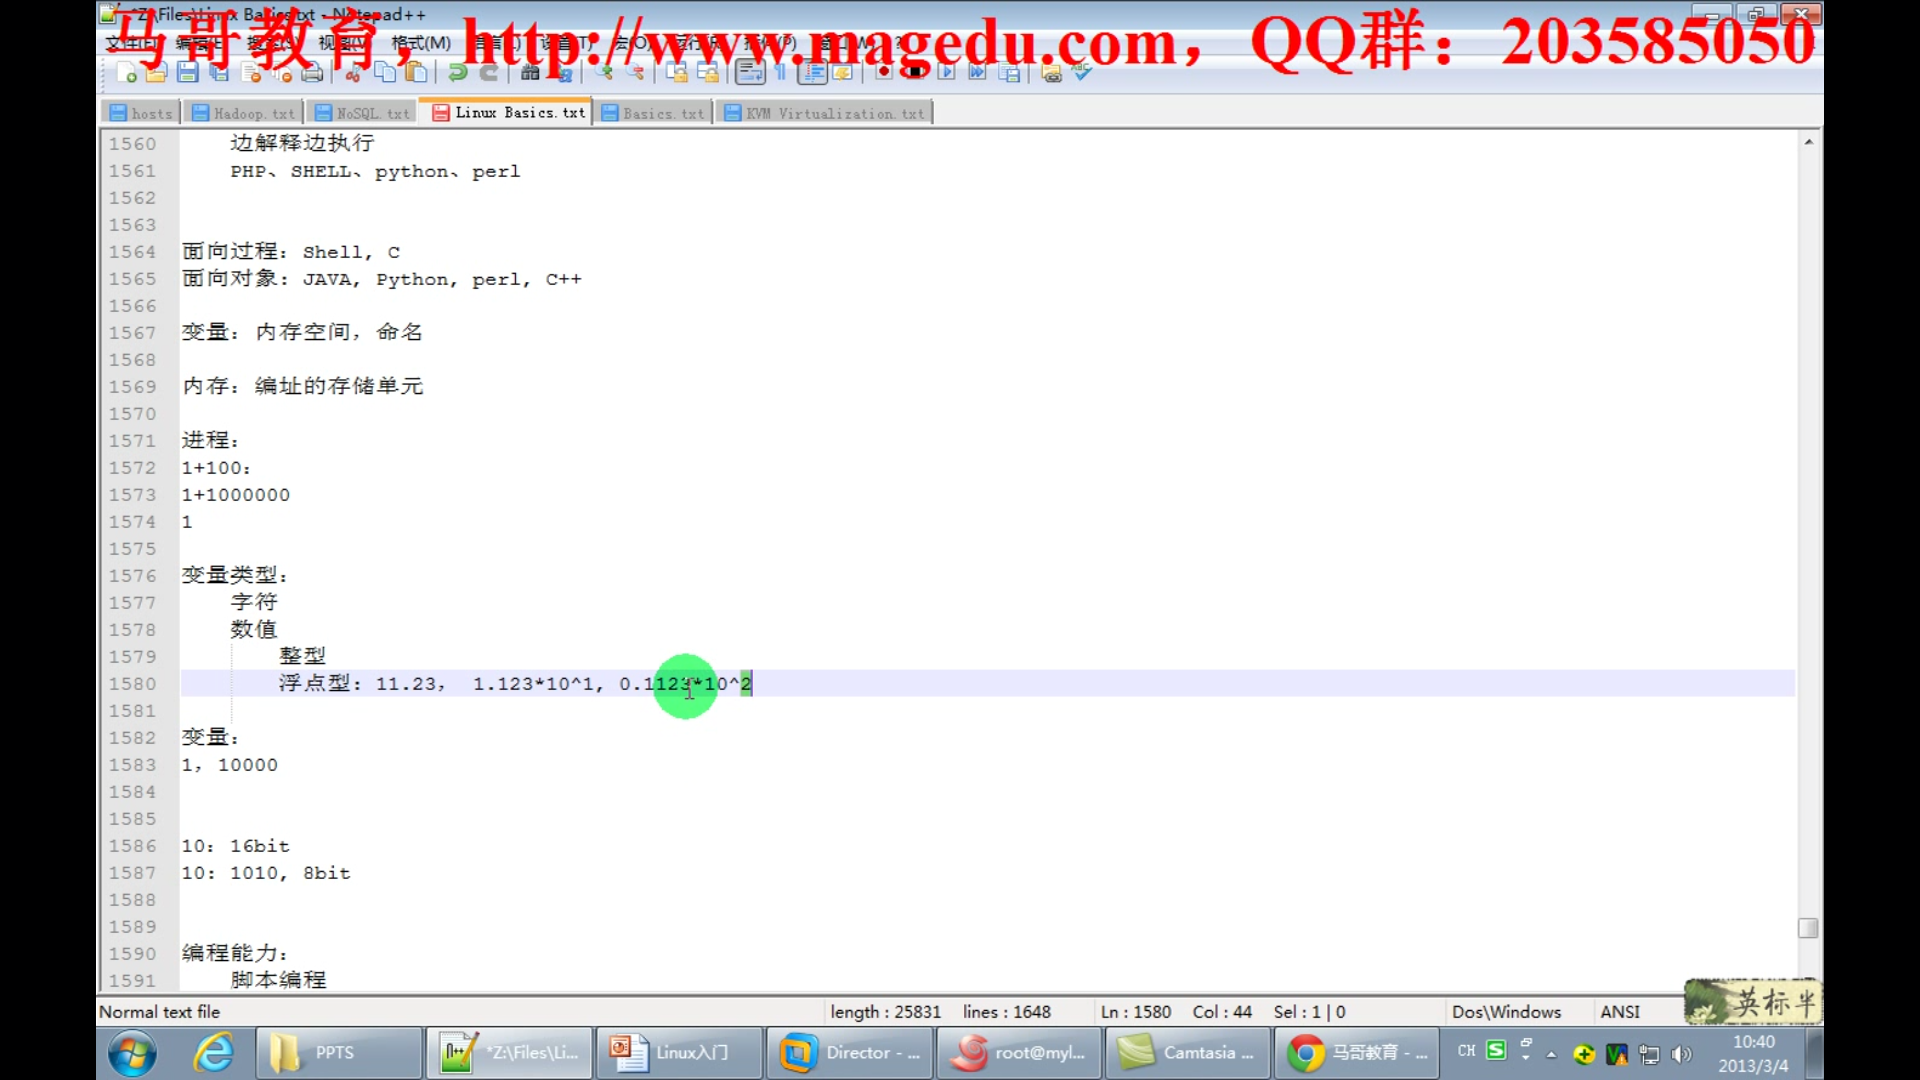 *Z:\Files\Linux Basics.txt - Notepad++
马哥教育，http://www.magedu.com，QQ群：203585050
格式(M)
hosts
Hadoop.txt
NoSQL.txt
Linux Basics.txt
Basics.txt
KVM Virtualization.txt
1560 边解释边执行
1561 PHP、SHELL、python、perl
1562
1563
1564 面向过程：Shell, C
1565 面向对象：JAVA, Python, perl, C++
1566
1567 变量：内存空间，命名
1568
1569 内存：编址的存储单元
1570
1571 进程：
1572 1+100：
1573 1+1000000
1574 1
1575
1576 变量类型：
1577 字符
1578 数值
1579 整型
1580 浮点型：11.23， 1.123*10^1, 0.1123*10^2
1581
1582 变量：
1583 1，10000
1584
1585
1586 10：16bit
1587 10：1010, 8bit
1588
1589
1590 编程能力：
1591 脚本编程
Normal text file
length : 25831 lines : 1648
Ln : 1580 Col : 44 Sel : 1 | 0
Dos\Windows
ANSI
英标半
PPTS
*Z:\Files\Li...
Linux入门
Director - ...
root@myl...
Camtasia ...
马哥教育 - ...
CH
10:40
2013/3/4